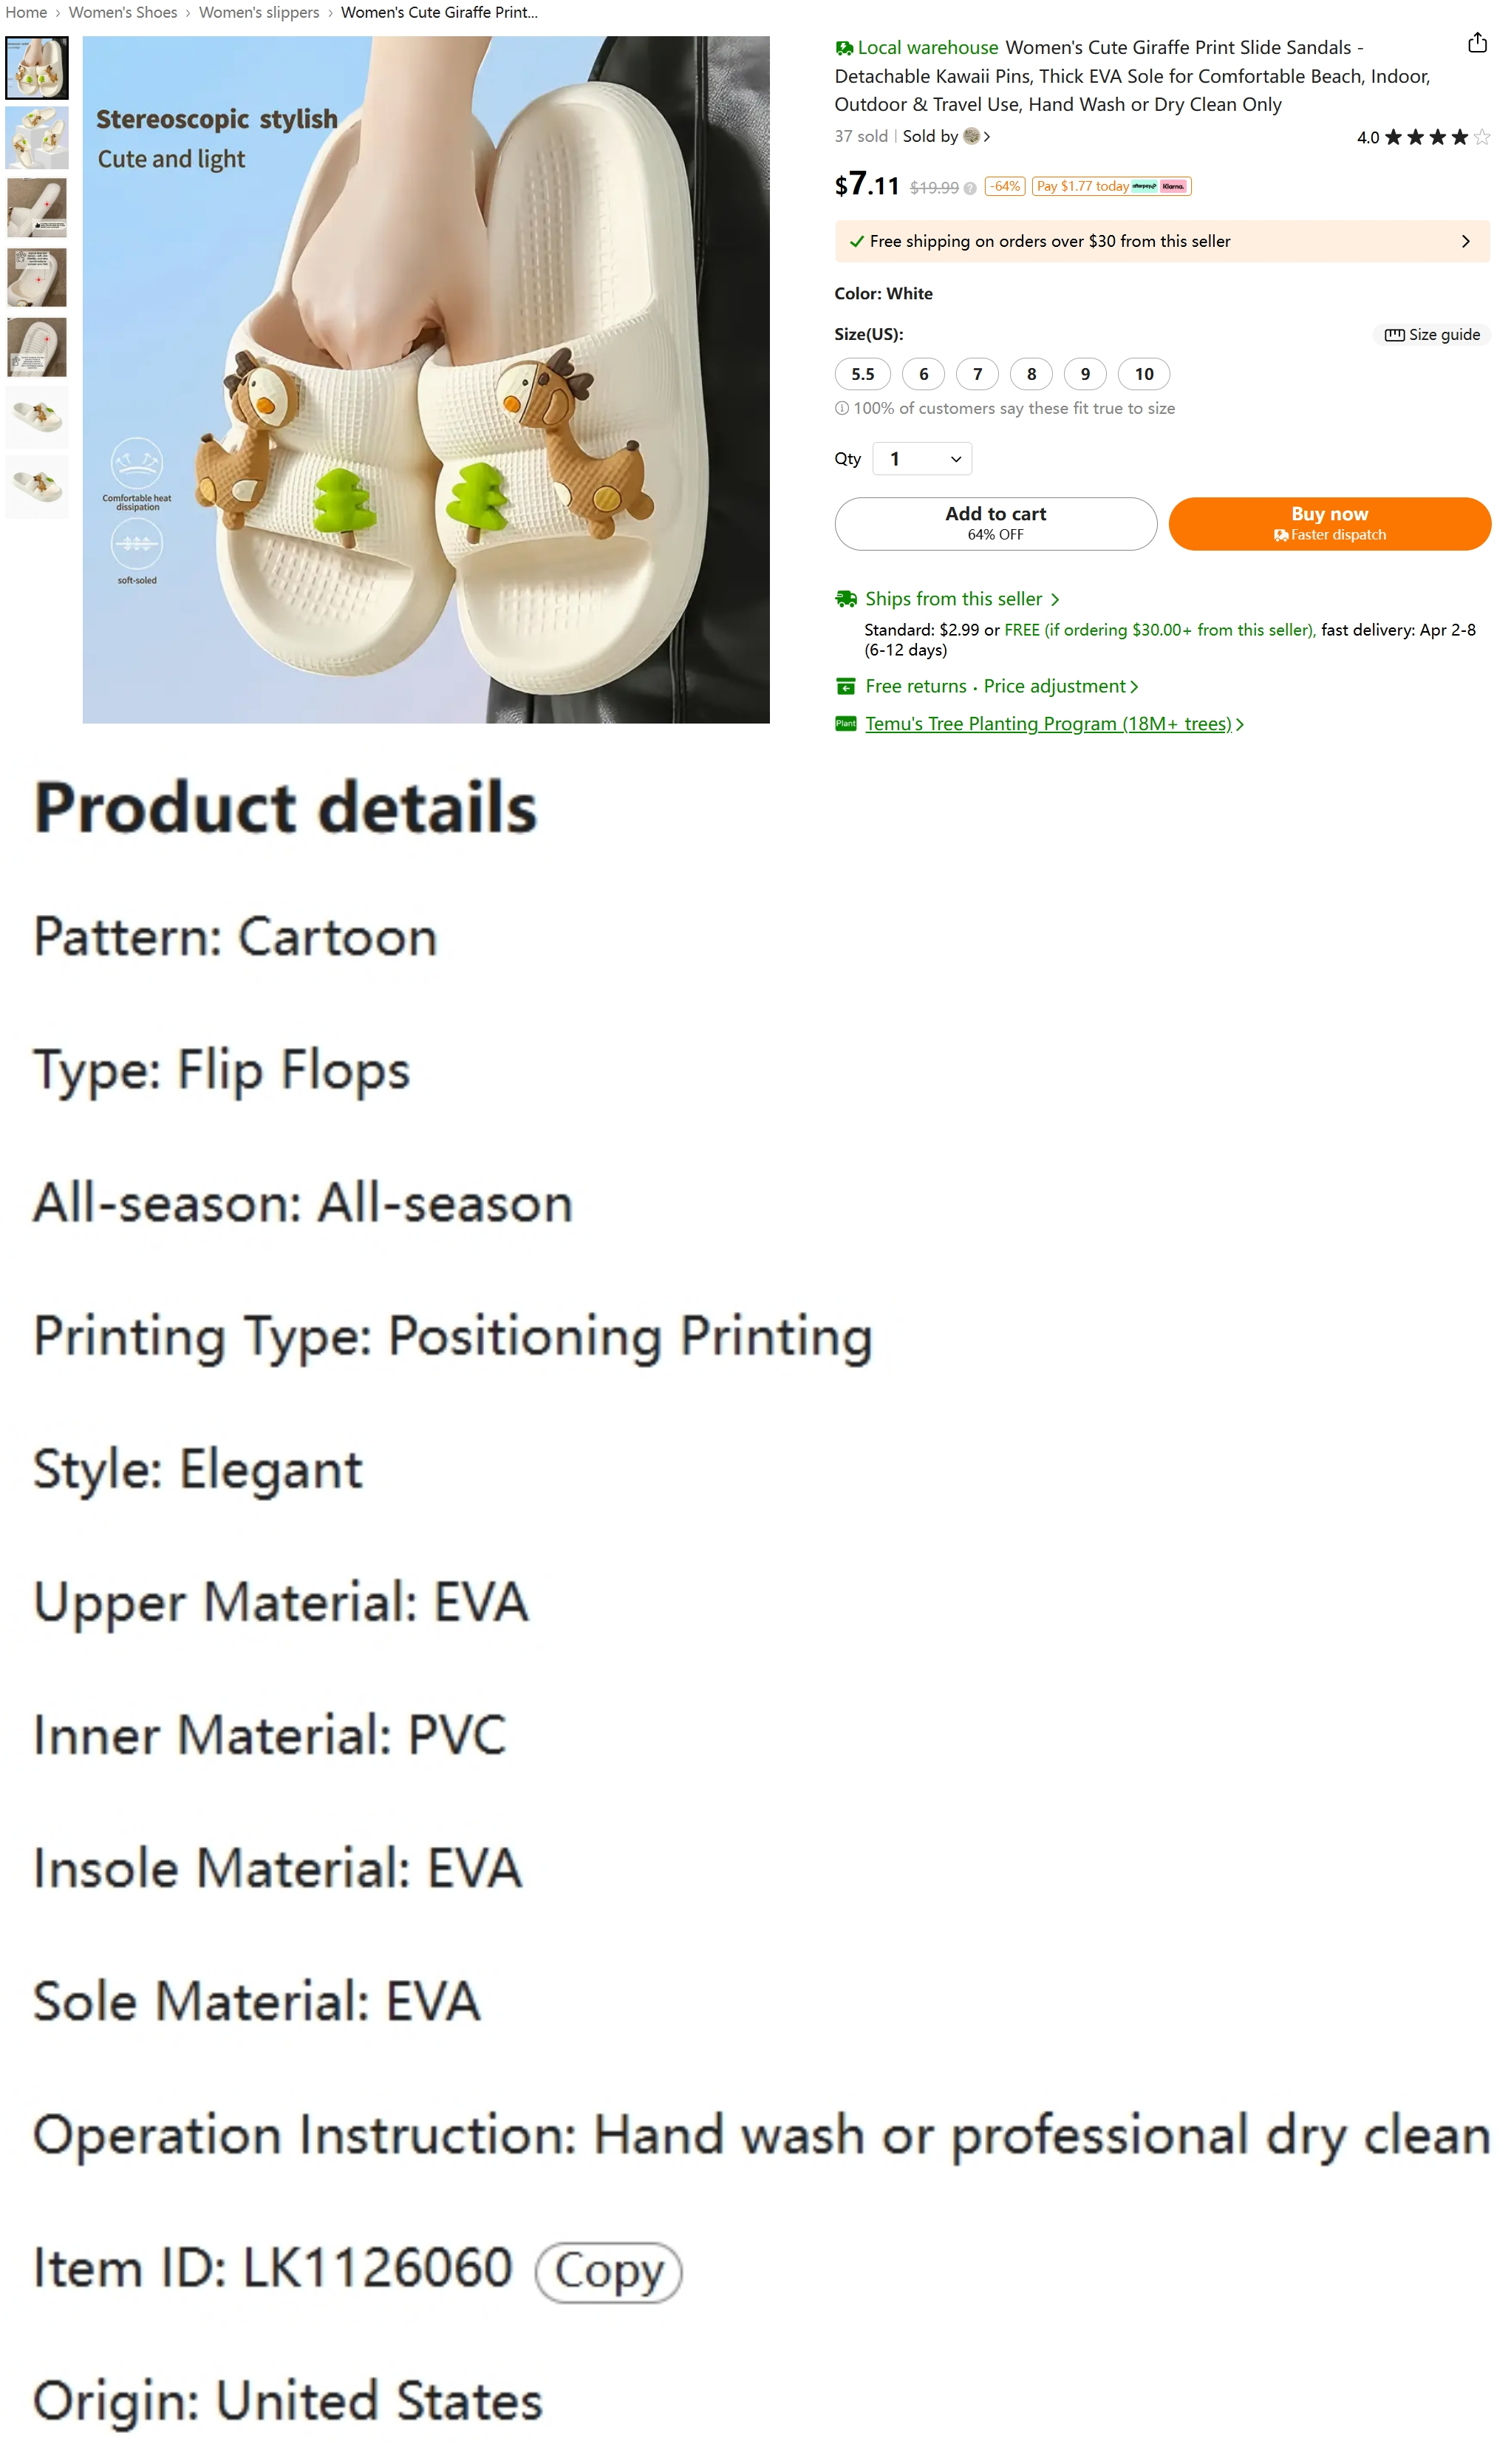 Home › Women's Shoes › Women's slippers › Women's Cute Giraffe Print...
Stereoscopic stylish
Cute and light
Comfortable heat
dissipation
soft-soled
Local warehouse Women's Cute Giraffe Print Slide Sandals -
Detachable Kawaii Pins, Thick EVA Sole for Comfortable Beach, Indoor,
Outdoor & Travel Use, Hand Wash or Dry Clean Only
37 sold | Sold by
4.0
$7.11 $19.99 -64% Pay $1.77 today afterpay Klarna.
Free shipping on orders over $30 from this seller
Color: White
Size(US):
Size guide
5.5 6 7 8 9 10
100% of customers say these fit true to size
Qty 1
Add to cart
64% OFF
Buy now
Faster dispatch
Ships from this seller
Standard: $2.99 or FREE (if ordering $30.00+ from this seller), fast delivery: Apr 2-8
(6-12 days)
Free returns · Price adjustment
Plant Temu's Tree Planting Program (18M+ trees)
Product details
Pattern: Cartoon
Type: Flip Flops
All-season: All-season
Printing Type: Positioning Printing
Style: Elegant
Upper Material: EVA
Inner Material: PVC
Insole Material: EVA
Sole Material: EVA
Operation Instruction: Hand wash or professional dry clean
Item ID: LK1126060 Copy
Origin: United States